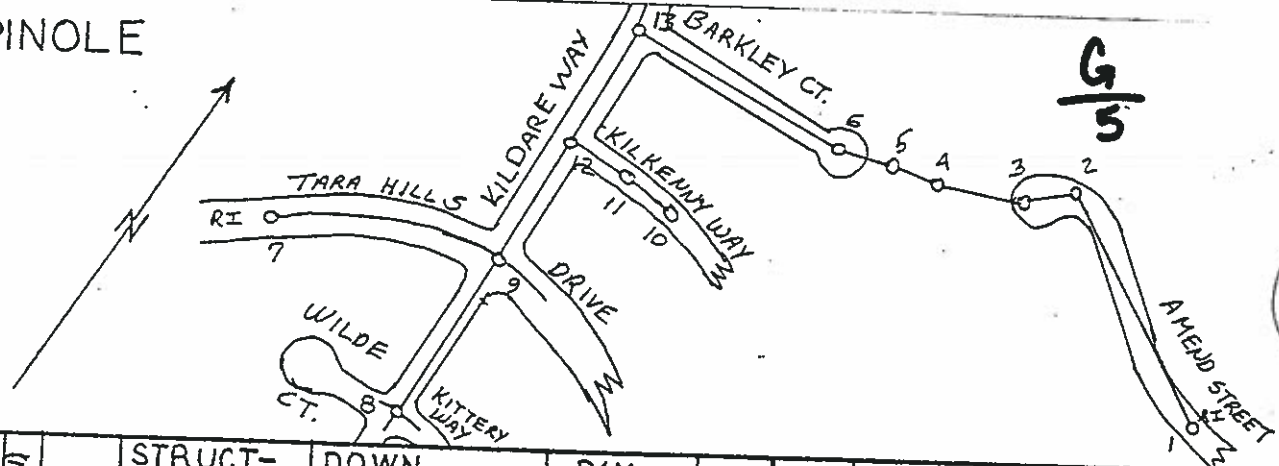 PINOLE
13 BARKLEY CT.
G
5
KILDARE WAY
6
5
4
3
2
12
KILKENNY WAY
11
10
TARA HILLS
DRIVE
RI
7
9
N
WILDE
CT.
8
KITTERY
WAY
AMEND STREET
1
STRUCT-
DOWN